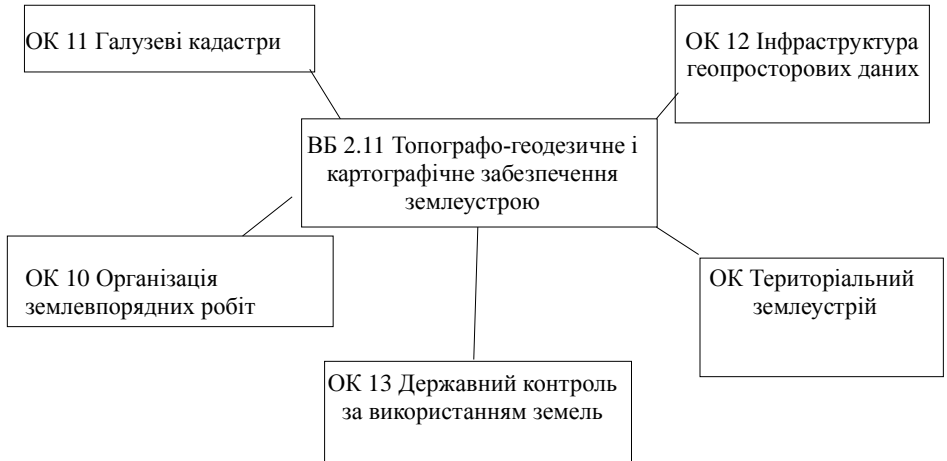 ОК 11 Галузеві кадастри
ОК 12 Інфраструктура
геопросторових даних
ВБ 2.11 Топографо-геодезичне і
картографічне забезпечення
землеустрою
ОК 10 Організація
землевпорядних робіт
ОК Територіальний
землеустрій
ОК 13 Державний контроль
за використанням земель